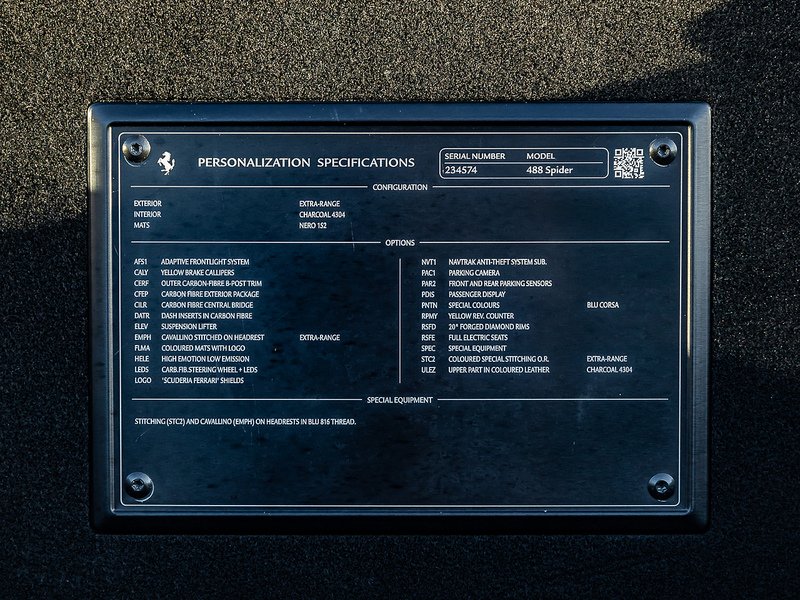 PERSONALIZATION SPECIFICATIONS
SERIAL NUMBER MODEL
234574 488 Spider
CONFIGURATION
EXTERIOR EXTRA-RANGE
INTERIOR CHARCOAL 4304
MATS NERO 152
OPTIONS
AFS1 ADAPTIVE FRONTLIGHT SYSTEM
CALY YELLOW BRAKE CALLIPERS
CERF OUTER CARBON-FIBRE B-POST TRIM
CFEP CARBON FIBRE EXTERIOR PACKAGE
CILR CARBON FIBRE CENTRAL BRIDGE
DATR DASH INSERTS IN CARBON FIBRE
ELEV SUSPENSION LIFTER
EMPH CAVALLINO STITCHED ON HEADREST EXTRA-RANGE
FLMA COLOURED MATS WITH LOGO
HELE HIGH EMOTION LOW EMISSION
LEDS CARB.FIB.STEERING WHEEL + LEDS
LOGO 'SCUDERIA FERRARI' SHIELDS
NVT1 NAVTRAK ANTI-THEFT SYSTEM SUB.
PAC1 PARKING CAMERA
PAR2 FRONT AND REAR PARKING SENSORS
PDIS PASSENGER DISPLAY
PNTN SPECIAL COLOURS BLU CORSA
RPMY YELLOW REV. COUNTER
RSFD 20" FORGED DIAMOND RIMS
RSFE FULL ELECTRIC SEATS
SPEC SPECIAL EQUIPMENT
STC2 COLOURED SPECIAL STITCHING O.R. EXTRA-RANGE
ULEZ UPPER PART IN COLOURED LEATHER CHARCOAL 4304
SPECIAL EQUIPMENT
STITCHING (STC2) AND CAVALLINO (EMPH) ON HEADRESTS IN BLU 816 THREAD.